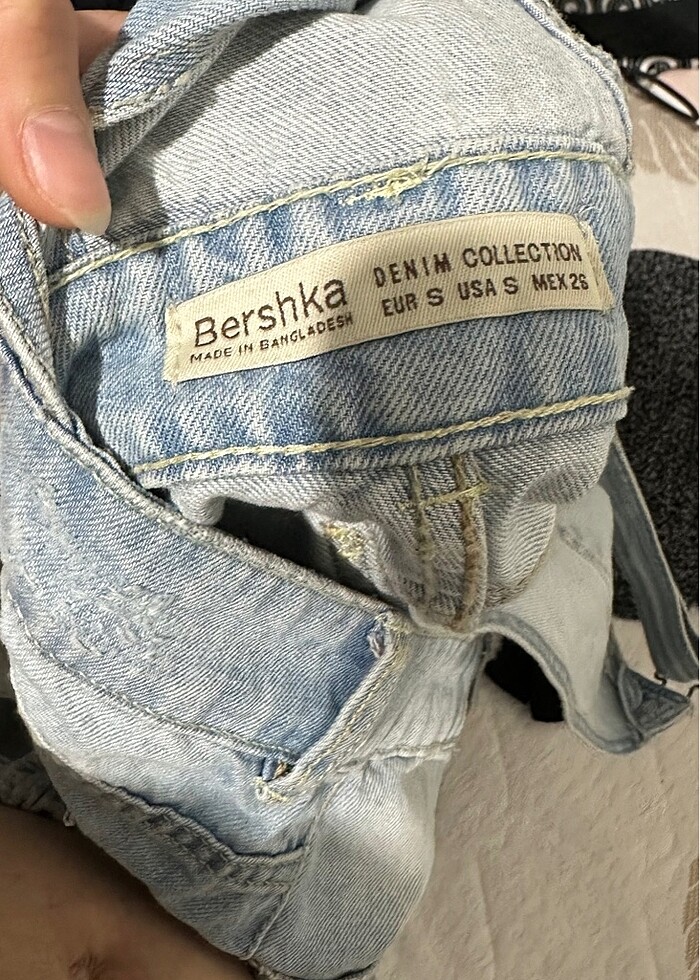 Bershka
MADE IN BANGLADESH
DENIM COLLECTION
EUR S USA S MEX 26